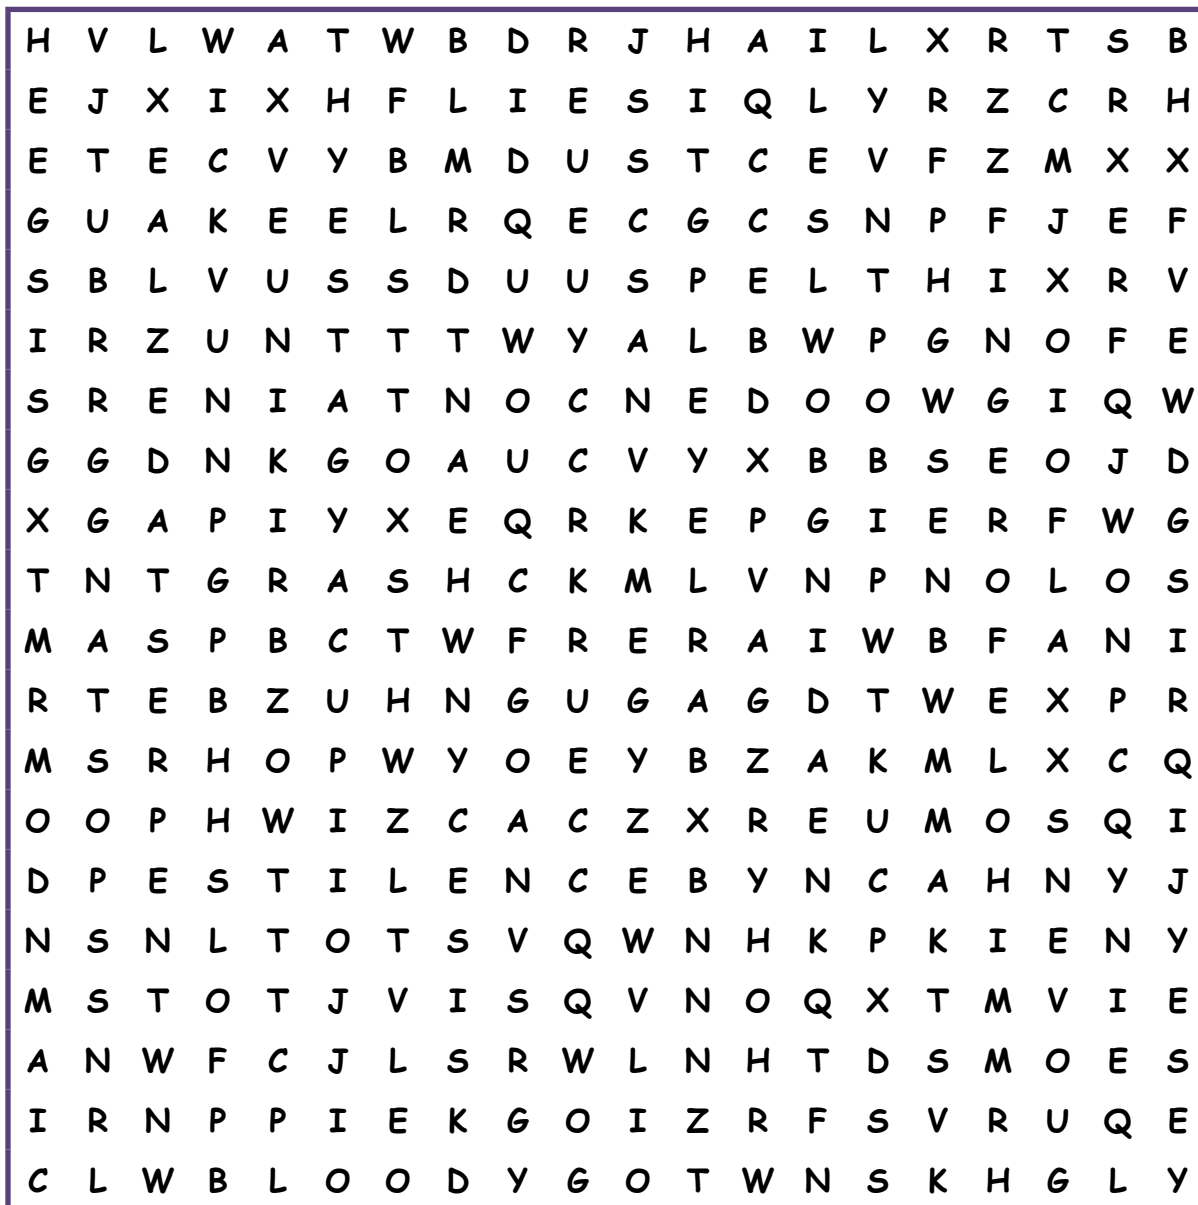 H V L W A T W B D R J H A I L X R T S B
E J X I X H F L I E S I Q L Y R Z C R H
E T E C V Y B M D U S T C E V F Z M X X
G U A K E E L R Q E C G C S N P F J E F
S B L V U S S D U U S P E L T H I X R V
I R Z U N T T T W Y A L B W P G N O F E
S R E N I A T N O C N E D O O W G I Q W
G G D N K G O A U C V Y X B B S E O J D
X G A P I Y X E Q R K E P G I E R F W G
T N T G R A S H C K M L V N P N O L O S
M A S P B C T W F R E R A I W B F A N I
R T E B Z U H N G U G A G D T W E X P R
M S R H O P W Y O E Y B Z A K M L X C Q
O O P H W I Z C A C Z X R E U M O S Q I
D P E S T I L E N C E B Y N C A H N Y J
N S N L T O T S V Q W N H K P K I E N Y
M S T O T J V I S Q V N O Q X T M V I E
A N W F C J L S R W L N H T D S M O E S
I R N P P I E K G O I Z R F S V R U Q E
C L W B L O O D Y G O T W N S K H G L Y